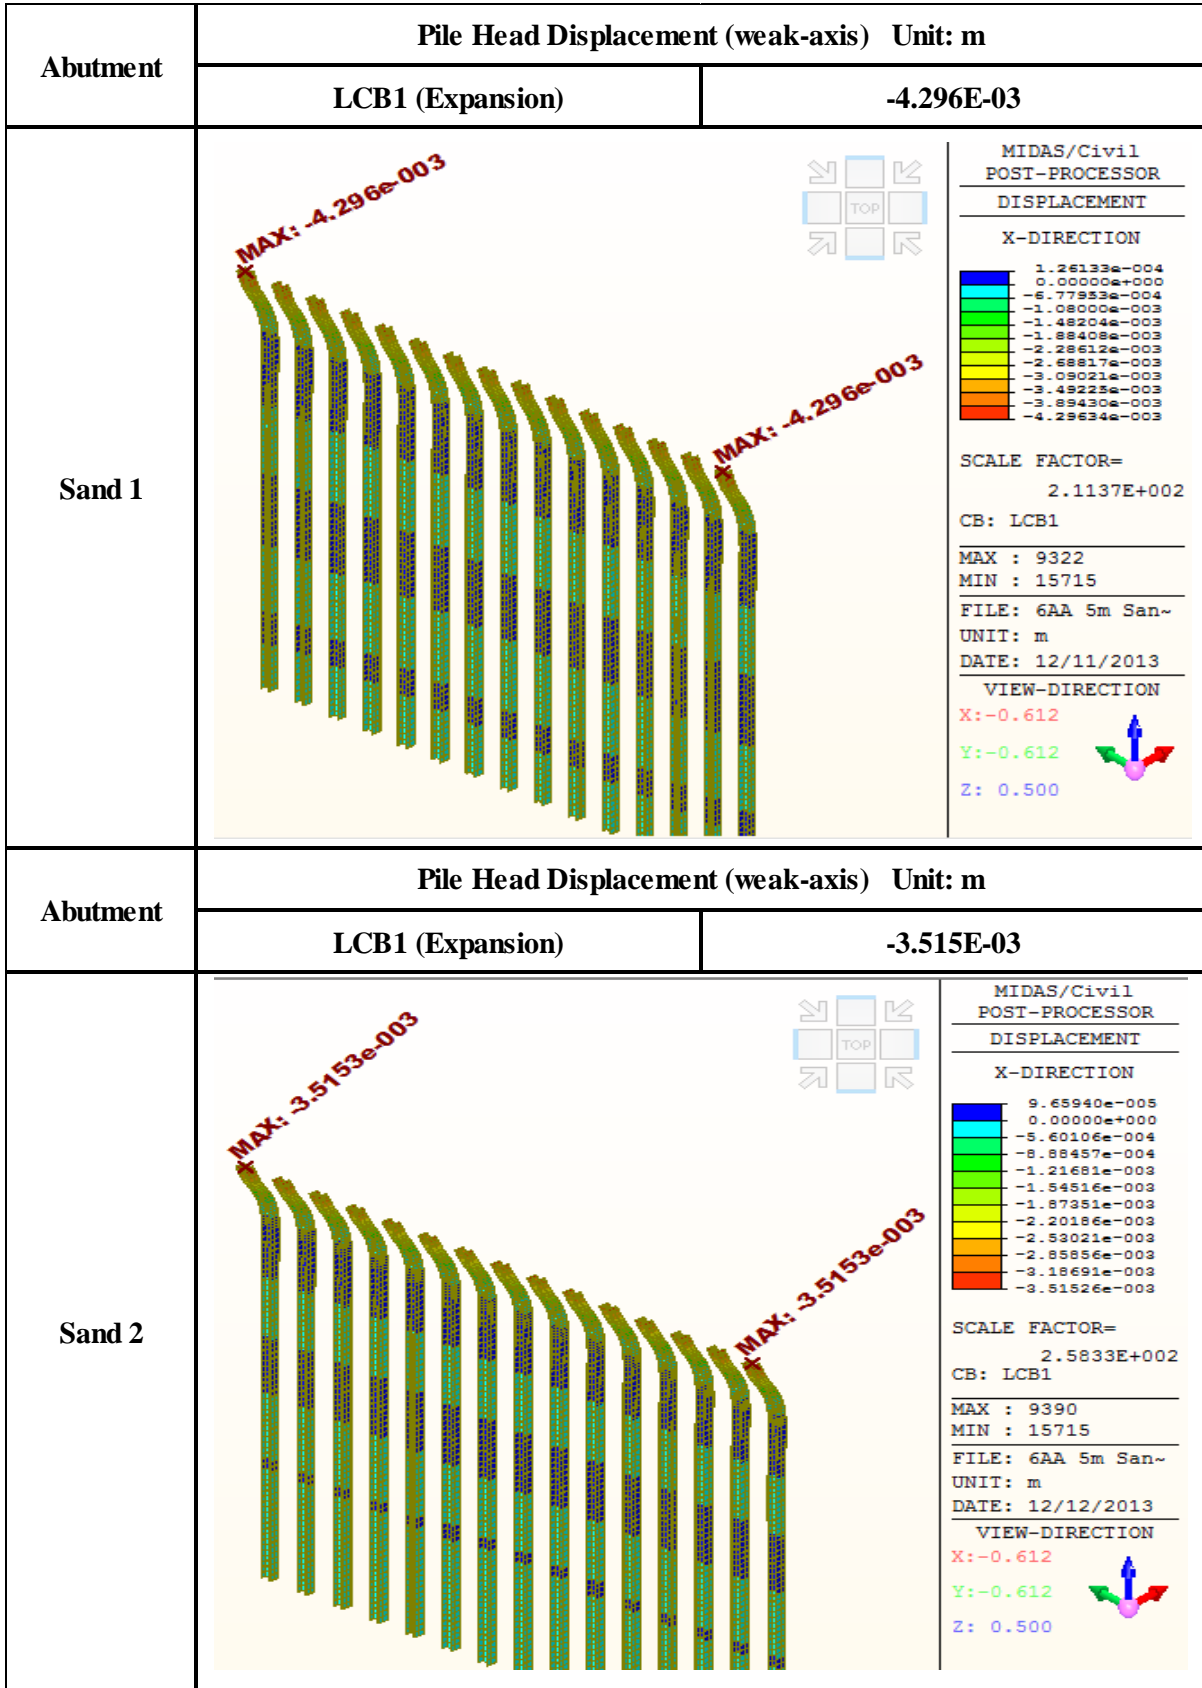 Abutment
Pile Head Displacement (weak-axis) Unit: m
LCB1 (Expansion)
-4.296E-03
Sand 1
MAX: -4.296e-003
MAX: -4.296e-003
TOP
MIDAS/Civil
POST-PROCESSOR
DISPLACEMENT
X-DIRECTION
1.26133e-004
0.00000e+000
-6.77953e-004
-1.08000e-003
-1.48204e-003
-1.88408e-003
-2.28612e-003
-2.68817e-003
-3.09021e-003
-3.49225e-003
-3.89430e-003
-4.29634e-003
SCALE FACTOR=
2.1137E+002
CB: LCB1
MAX : 9322
MIN : 15715
FILE: 6AA 5m San~
UNIT: m
DATE: 12/11/2013
VIEW-DIRECTION
X:-0.612
Y:-0.612
Z: 0.500
Abutment
Pile Head Displacement (weak-axis) Unit: m
LCB1 (Expansion)
-3.515E-03
Sand 2
MAX: -3.5153e-003
MAX: -3.5153e-003
TOP
MIDAS/Civil
POST-PROCESSOR
DISPLACEMENT
X-DIRECTION
9.65940e-005
0.00000e+000
-5.60106e-004
-8.88457e-004
-1.21681e-003
-1.54516e-003
-1.87351e-003
-2.20186e-003
-2.53021e-003
-2.85856e-003
-3.18691e-003
-3.51526e-003
SCALE FACTOR=
2.5833E+002
CB: LCB1
MAX : 9390
MIN : 15715
FILE: 6AA 5m San~
UNIT: m
DATE: 12/12/2013
VIEW-DIRECTION
X:-0.612
Y:-0.612
Z: 0.500